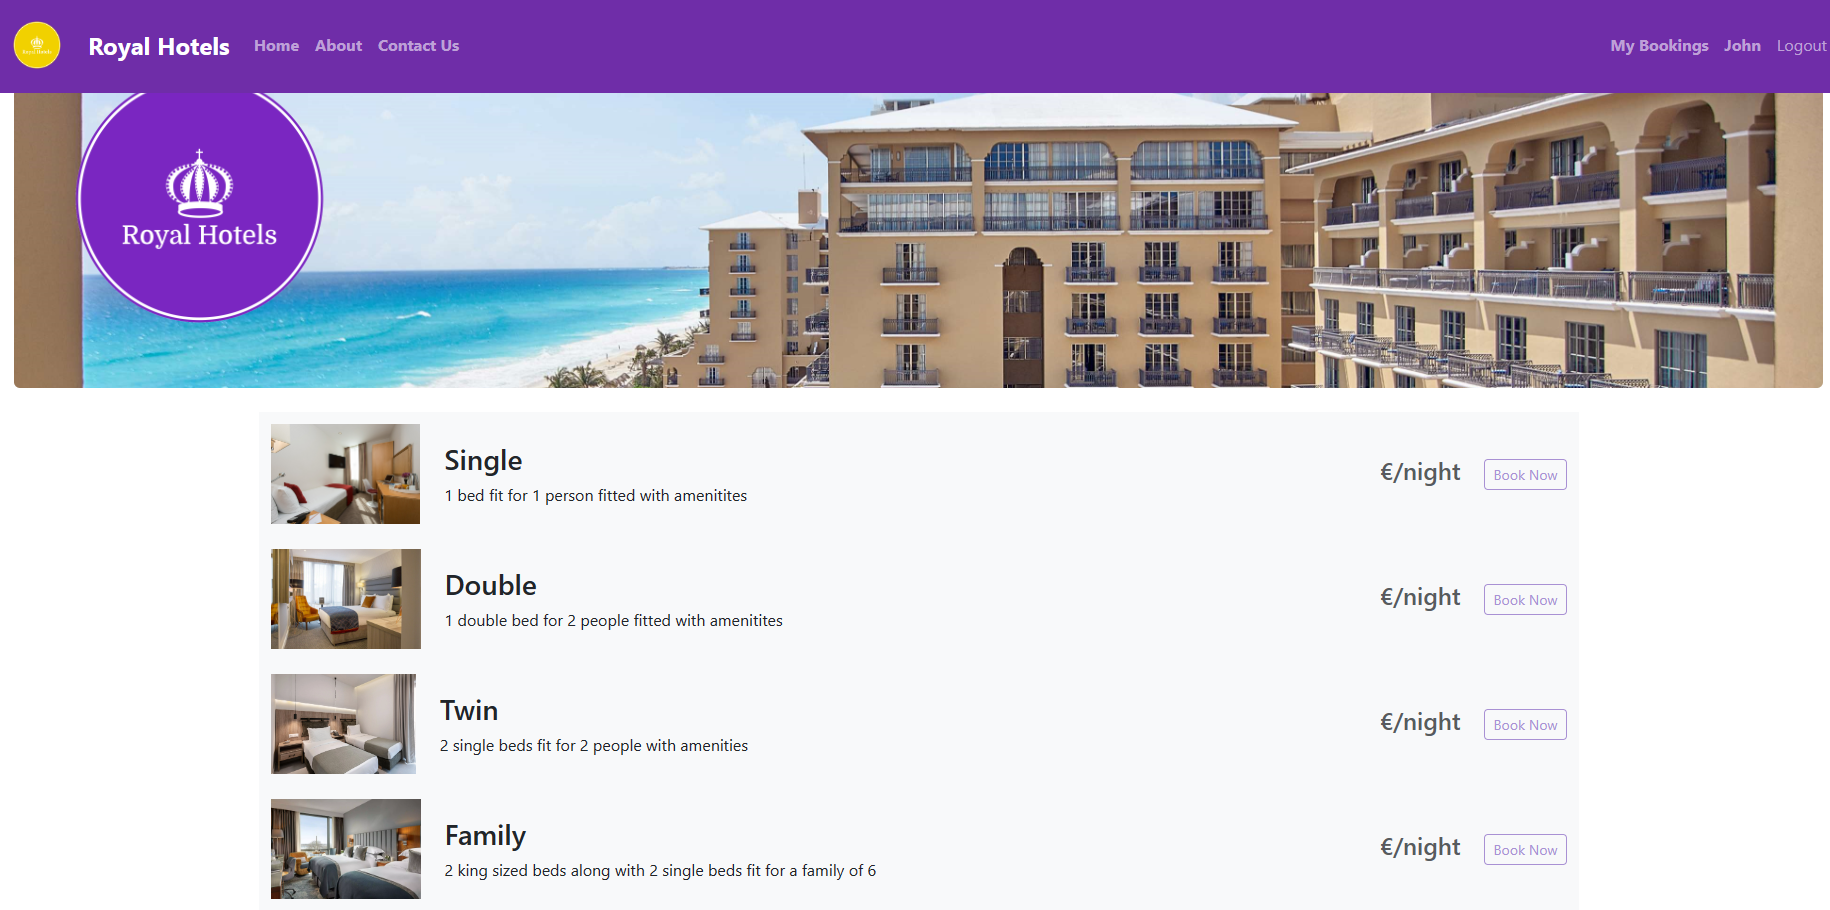 Royal Hotels Home About Contact Us My Bookings John Logout
Royal Hotels
Single
1 bed fit for 1 person fitted with amenitites
€/night Book Now
Double
1 double bed for 2 people fitted with amenitites
€/night Book Now
Twin
2 single beds fit for 2 people with amenities
€/night Book Now
Family
2 king sized beds along with 2 single beds fit for a family of 6
€/night Book Now